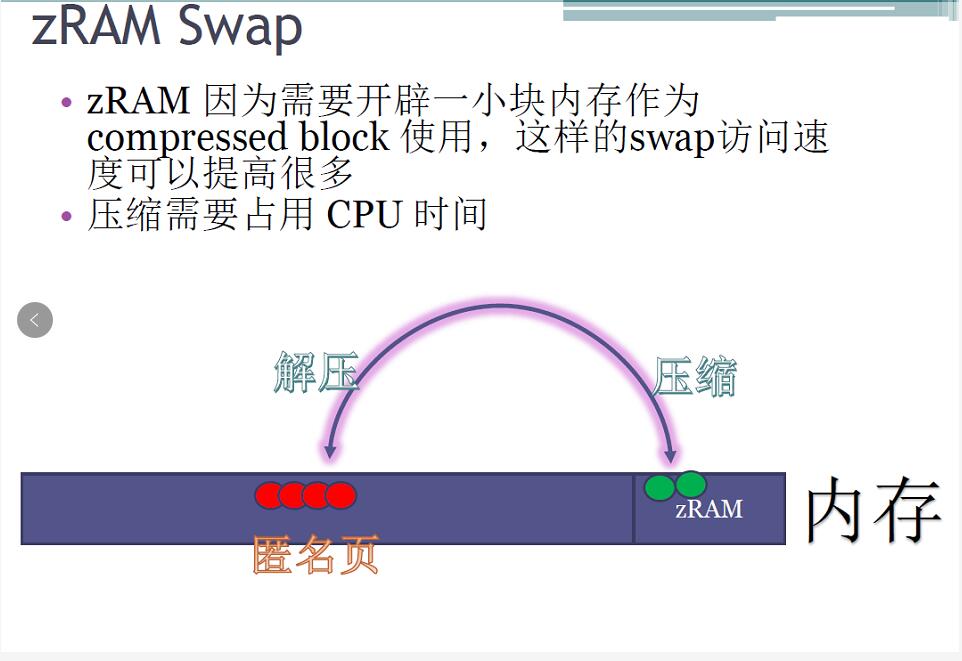 zRAM Swap
• zRAM 因为需要开辟一小块内存作为
compressed block 使用，这样的swap访问速
度可以提高很多
• 压缩需要占用 CPU 时间
解压
压缩
zRAM
内存
匿名页